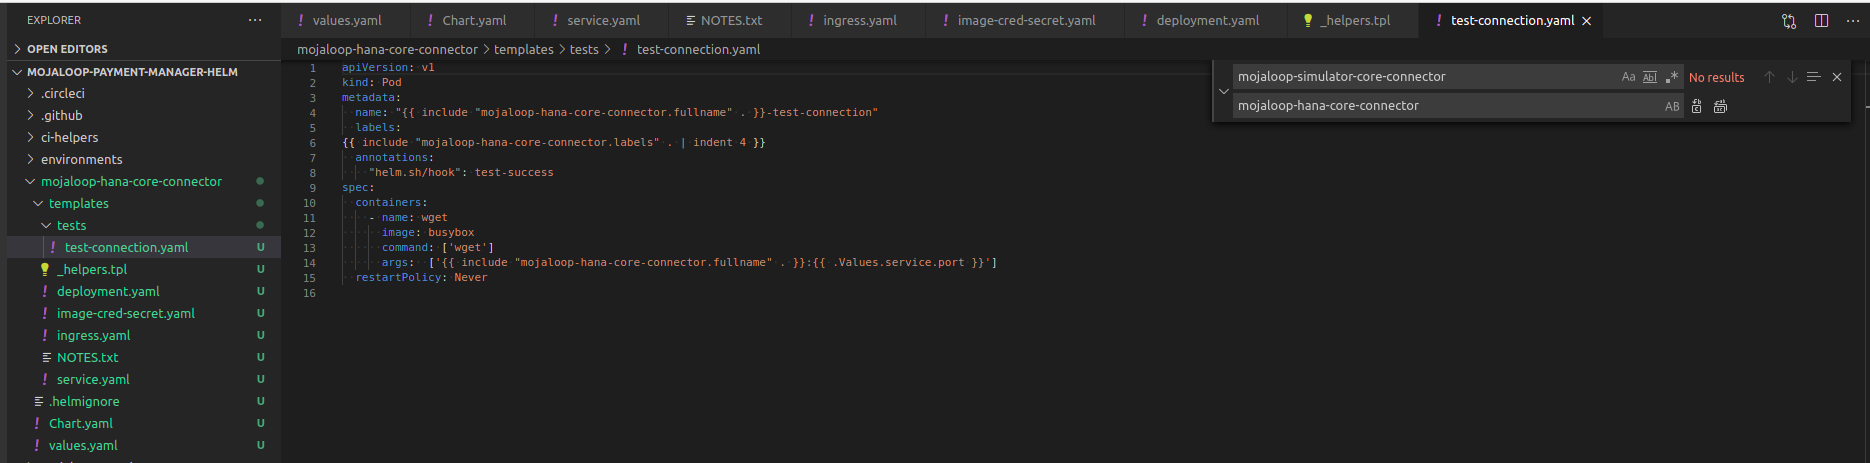 EXPLORER
values.yaml
Chart.yaml
service.yaml
NOTES.txt
ingress.yaml
image-cred-secret.yaml
deployment.yaml
_helpers.tpl
test-connection.yaml
OPEN EDITORS
MOJALOOP-PAYMENT-MANAGER-HELM
.circleci
.github
ci-helpers
environments
mojaloop-hana-core-connector
templates
tests
test-connection.yaml U
_helpers.tpl U
deployment.yaml U
image-cred-secret.yaml U
ingress.yaml U
NOTES.txt U
service.yaml U
.helmignore U
Chart.yaml U
values.yaml U
mojaloop-hana-core-connector > templates > tests > ! test-connection.yaml
1 apiVersion: v1
2 kind: Pod
3 metadata:
4 name: "{{ include "mojaloop-hana-core-connector.fullname" . }}-test-connection"
5 labels:
6 {{ include "mojaloop-hana-core-connector.labels" . | indent 4 }}
7 annotations:
8 "helm.sh/hook": test-success
9 spec:
10 containers:
11 - name: wget
12 image: busybox
13 command: ['wget']
14 args: ['{{ include "mojaloop-hana-core-connector.fullname" . }}:{{ .Values.service.port }}']
15 restartPolicy: Never
16
mojaloop-simulator-core-connector Aa Abl .* No results
mojaloop-hana-core-connector AB